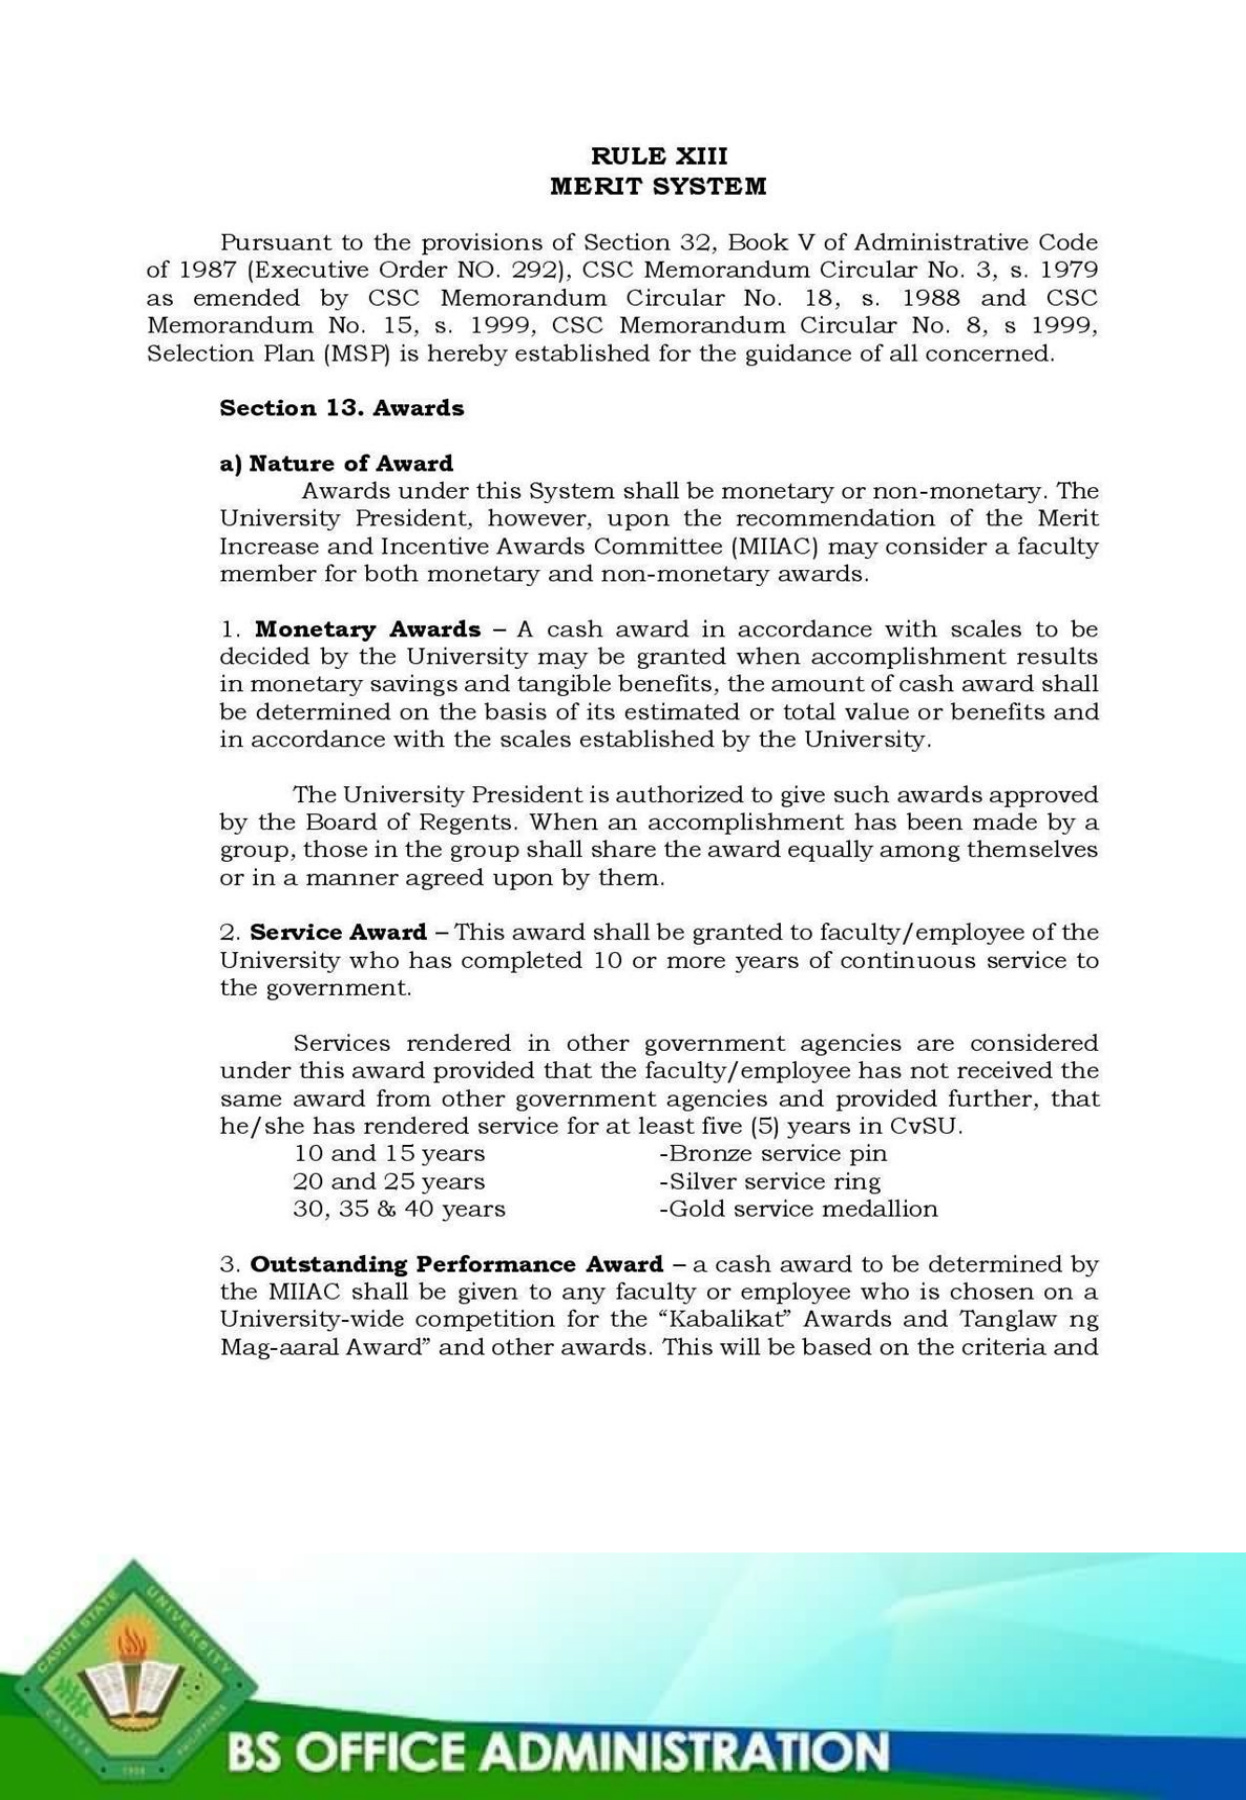 RULE XIII
MERIT SYSTEM
Pursuant to the provisions of Section 32, Book V of Administrative Code
of 1987 (Executive Order NO. 292), CSC Memorandum Circular No. 3, s. 1979
as emended by CSC Memorandum Circular No. 18, s. 1988 and CSC
Memorandum No. 15, s. 1999, CSC Memorandum Circular No. 8, s 1999,
Selection Plan (MSP) is hereby established for the guidance of all concerned.
Section 13. Awards
a) Nature of Award
Awards under this System shall be monetary or non-monetary. The
University President, however, upon the recommendation of the Merit
Increase and Incentive Awards Committee (MIIAC) may consider a faculty
member for both monetary and non-monetary awards.
1. Monetary Awards – A cash award in accordance with scales to be
decided by the University may be granted when accomplishment results
in monetary savings and tangible benefits, the amount of cash award shall
be determined on the basis of its estimated or total value or benefits and
in accordance with the scales established by the University.
The University President is authorized to give such awards approved
by the Board of Regents. When an accomplishment has been made by a
group, those in the group shall share the award equally among themselves
or in a manner agreed upon by them.
2. Service Award – This award shall be granted to faculty/employee of the
University who has completed 10 or more years of continuous service to
the government.
Services rendered in other government agencies are considered
under this award provided that the faculty/employee has not received the
same award from other government agencies and provided further, that
he/she has rendered service for at least five (5) years in CvSU.
10 and 15 years -Bronze service pin
20 and 25 years -Silver service ring
30, 35 & 40 years -Gold service medallion
3. Outstanding Performance Award – a cash award to be determined by
the MIIAC shall be given to any faculty or employee who is chosen on a
University-wide competition for the “Kabalikat” Awards and Tanglaw ng
Mag-aaral Award” and other awards. This will be based on the criteria and
CAVITE STATE UNIVERSITY
CAVITE PHILIPPINES
1906
BS OFFICE ADMINISTRATION